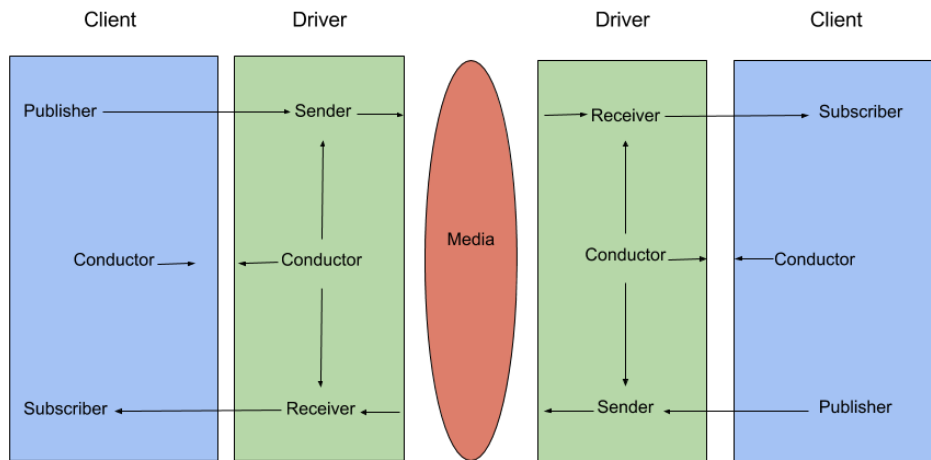 Client
Driver
Driver
Client
Publisher
Sender
Receiver
Subscriber
Media
Conductor
Conductor
Conductor
Conductor
Subscriber
Receiver
Sender
Publisher